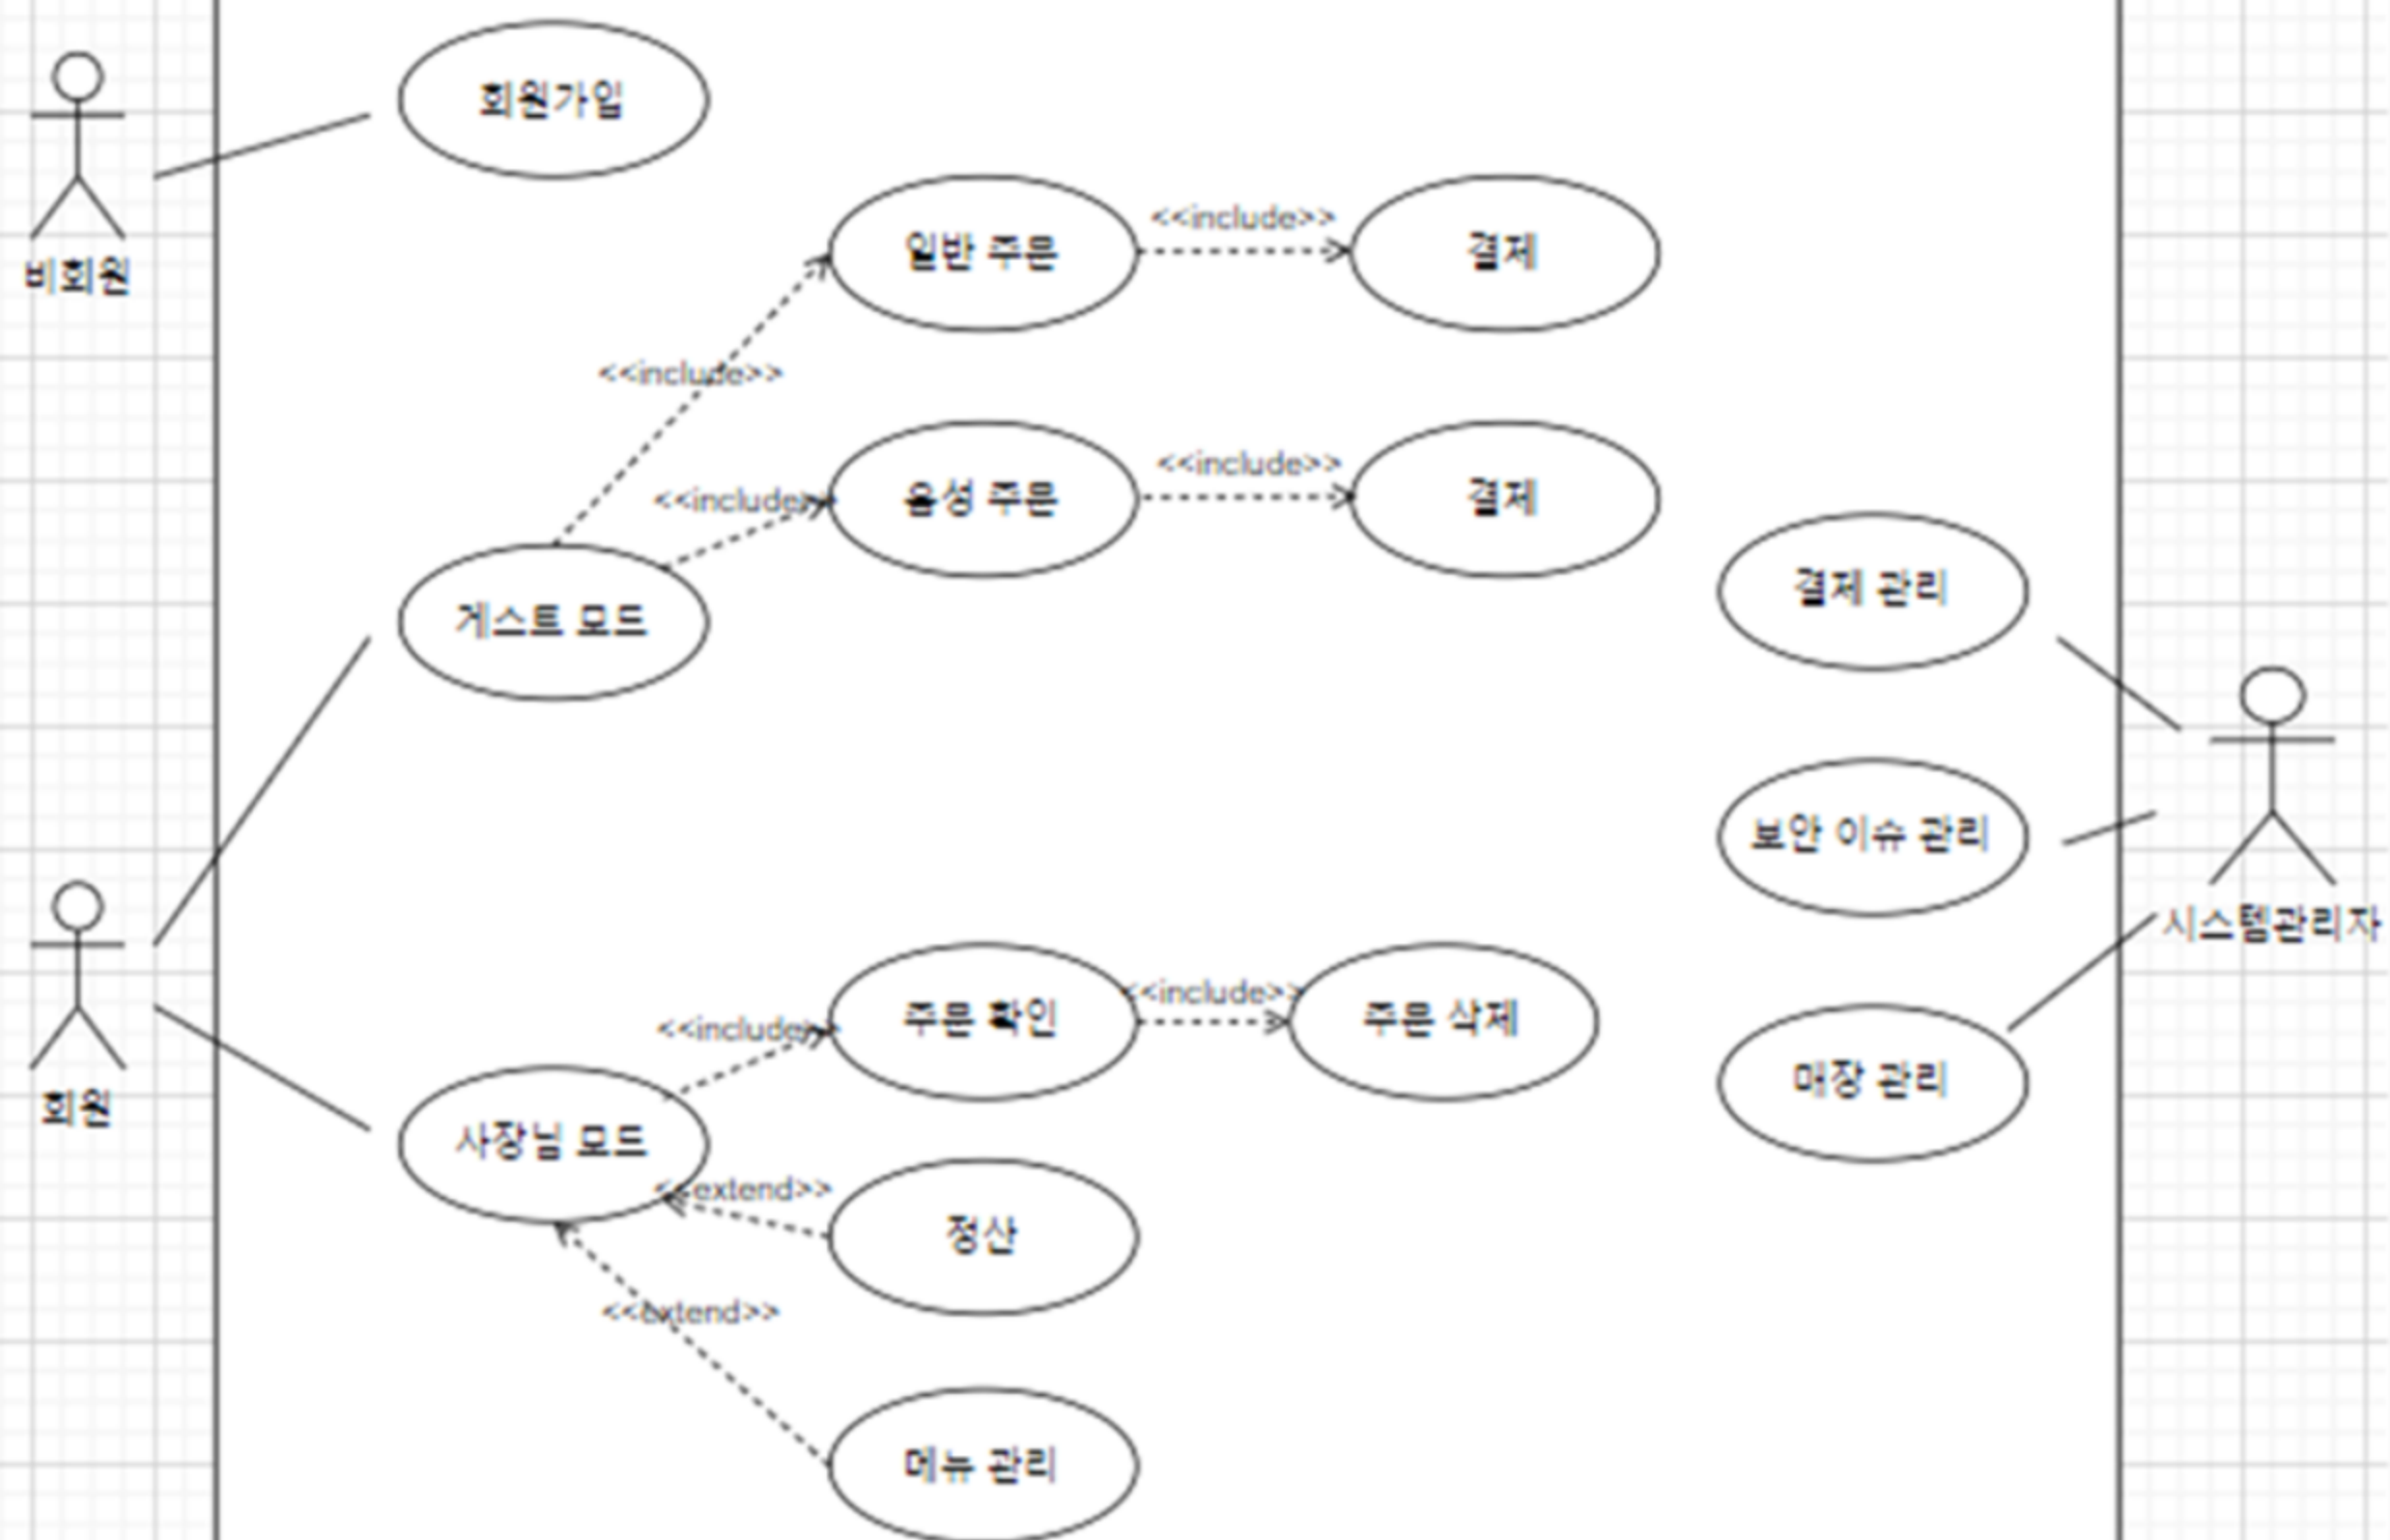 회원가입
비회원
일반 주문
<<include>>
결제
<<include>>
<<include>>
음성 주문
<<include>>
결제
게스트 모드
결제 관리
보안 이슈 관리
시스템관리자
매장 관리
회원
<<include>>
주문 확인
<<include>>
주문 삭제
사장님 모드
<<extend>>
정산
<<extend>>
메뉴 관리